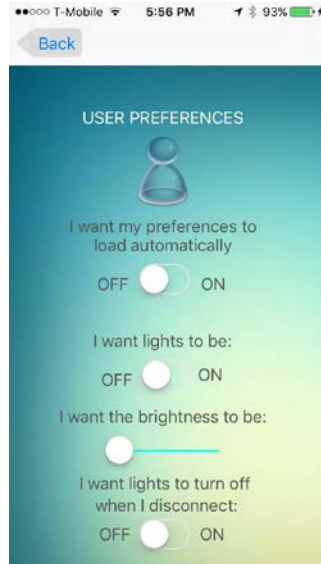 T-Mobile 5:56 PM 93%
Back
USER PREFERENCES
I want my preferences to
load automatically
OFF ON
I want lights to be:
OFF ON
I want the brightness to be:
I want lights to turn off
when I disconnect:
OFF ON